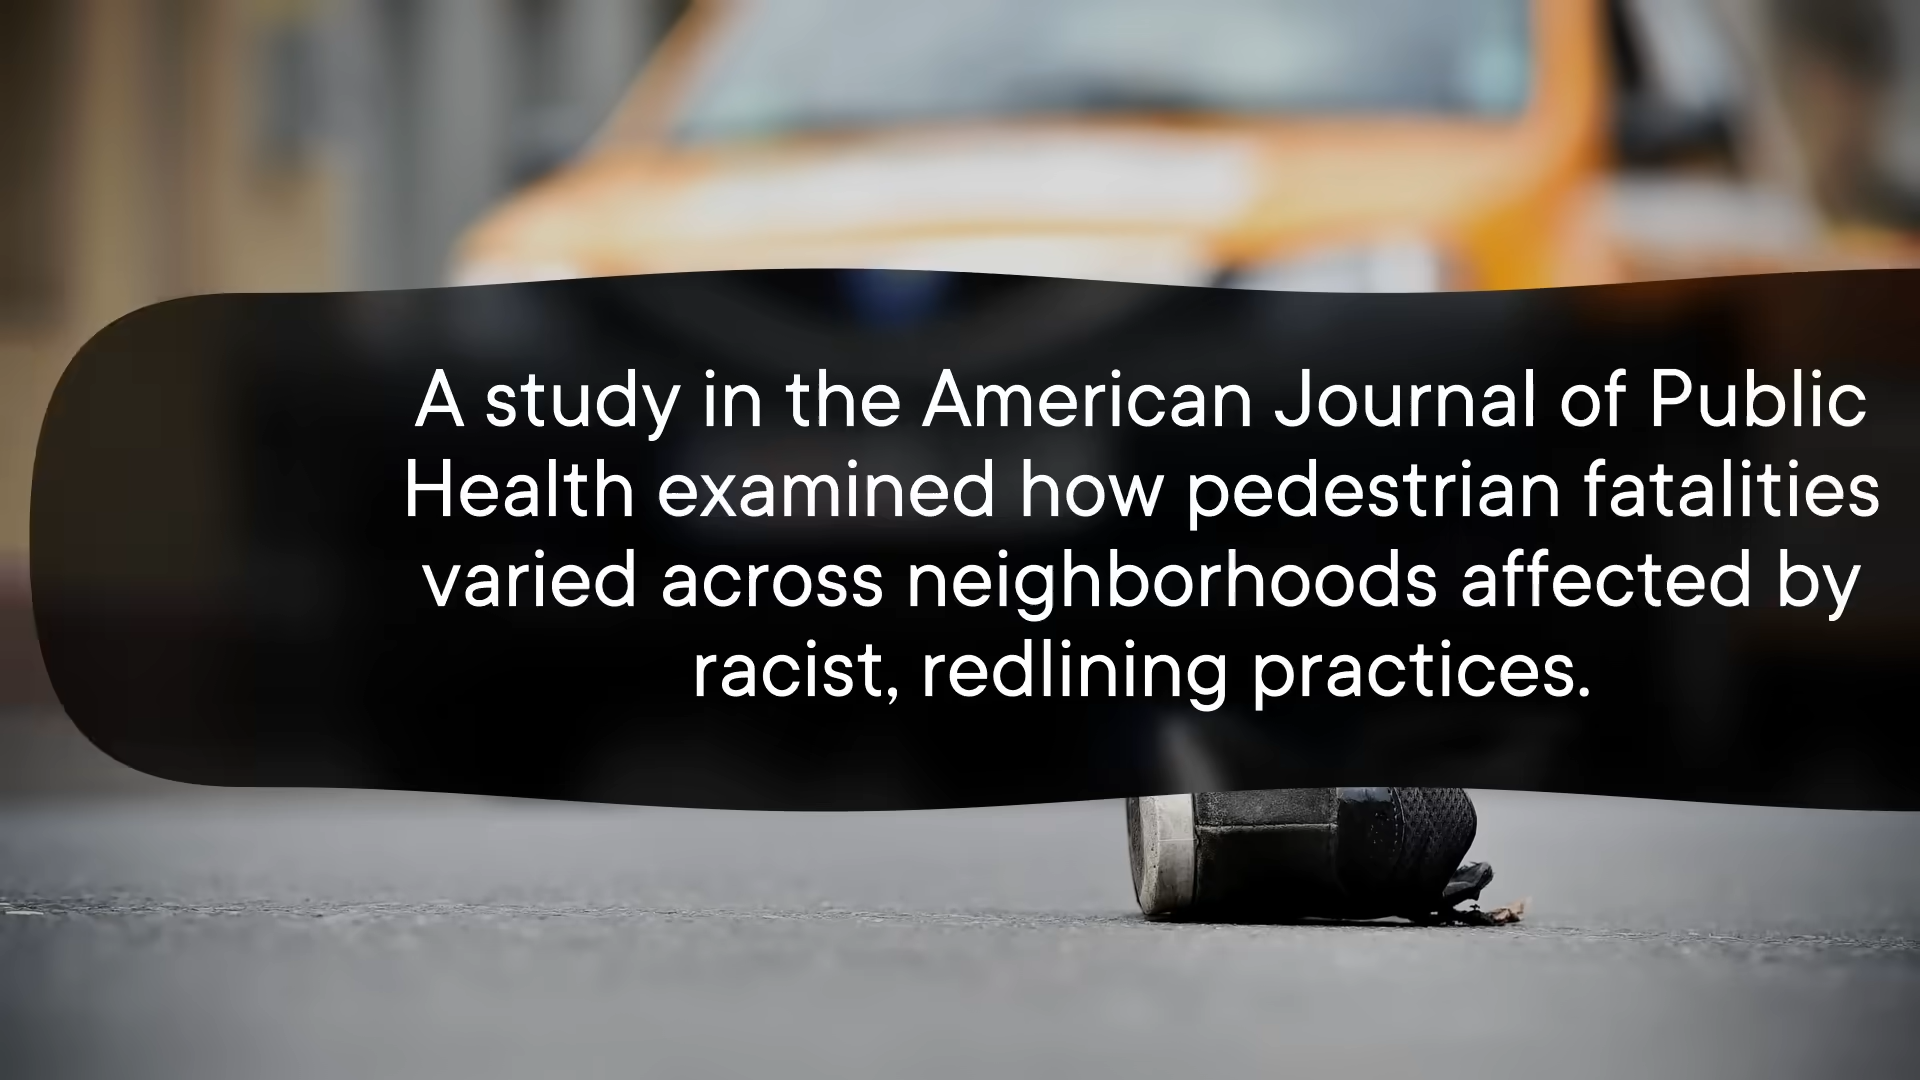 A study in the American Journal of Public
Health examined how pedestrian fatalities
varied across neighborhoods affected by
racist, redlining practices.